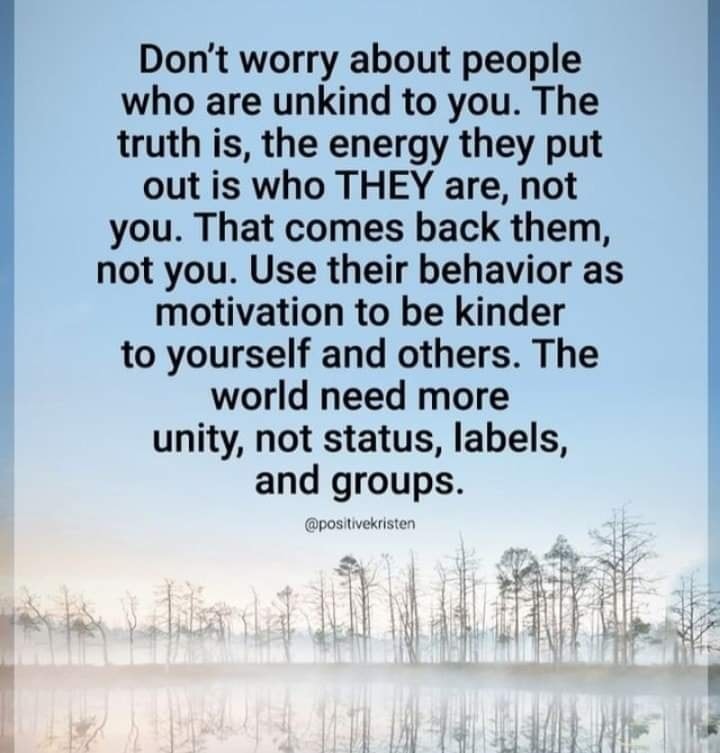 Don't worry about people
who are unkind to you. The
truth is, the energy they put
out is who THEY are, not
you. That comes back them,
not you. Use their behavior as
motivation to be kinder
to yourself and others. The
world need more
unity, not status, labels,
and groups.
@positivekristen